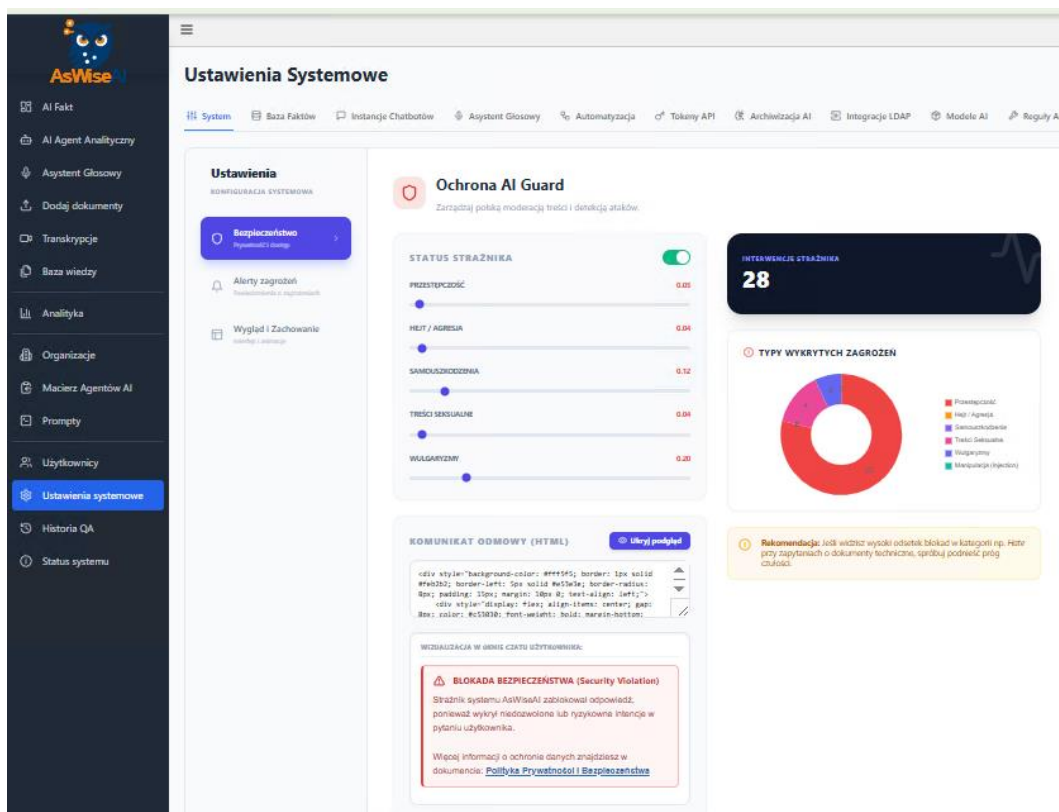 AsWiseAI
Ustawienia Systemowe
AI Fakt
AI Agent Analityczny
Asystent Głosowy
Dodaj dokumenty
Transkrypcje
Baza wiedzy
Analityka
Organizacje
Macierz Agentów AI
Prompty
Użytkownicy
Ustawienia systemowe
Historia QA
Status systemu
System
Baza Faktów
Instancje Chatbotów
Asystent Głosowy
Automatyzacja
Tokeny API
Archiwizacja AI
Integracje LDAP
Modele AI
Reguły A
Ustawienia
KONFIGURACJA SYSTEMOWA
Bezpieczeństwo
Alerty zagrożeń
Powiadomienia o zagrożeniach
Wygląd i Zachowanie
Ochrona AI Guard
Zarządzaj polską moderacją treści i detekcją ataków.
STATUS STRAŻNIKA
PRZESTĘPCZOŚĆ 0.03
HEJT / AGRESJA 0.04
SAMOUSZKODZENIA 0.12
TREŚCI SEKSUALNE 0.04
WULGARYZMY 0.20
INTERWENCJE STRAŻNIKA
28
TYPY WYKRYTYCH ZAGROŻEŃ
Przestępczość
Hejt / Agresja
Samouszkodzenia
Treści Seksualne
Wulgaryzmy
Manipulacja (Injection)
Rekomendacja: Jeśli widzisz wysoki odsetek blokad w kategorii np. Hate
przy zapytaniach o dokumenty techniczne, spróbuj podnieść próg
czułości.
KOMUNIKAT ODMOWY (HTML)
Ukryj podgląd
<div style="background-color: #fff5f5; border: 1px solid
#feb2b2; border-left: 5px solid #e53e3e; border-radius:
8px; padding: 15px; margin: 10px 0; text-align: left;">
<div style="display: flex; align-items: center; gap:
8px; color: #c53030; font-weight: bold; margin-bottom:
WIZUALIZACJA W OKNIE CZATU UŻYTKOWNIKA:
BLOKADA BEZPIECZEŃSTWA (Security Violation)
Strażnik systemu AsWiseAI zablokował odpowiedź,
ponieważ wykrył niedozwolone lub ryzykowne intencje w
pytaniu użytkownika.
Więcej informacji o ochronie danych znajdziesz w
dokumencie: Polityka Prywatności i Bezpieczeństwa